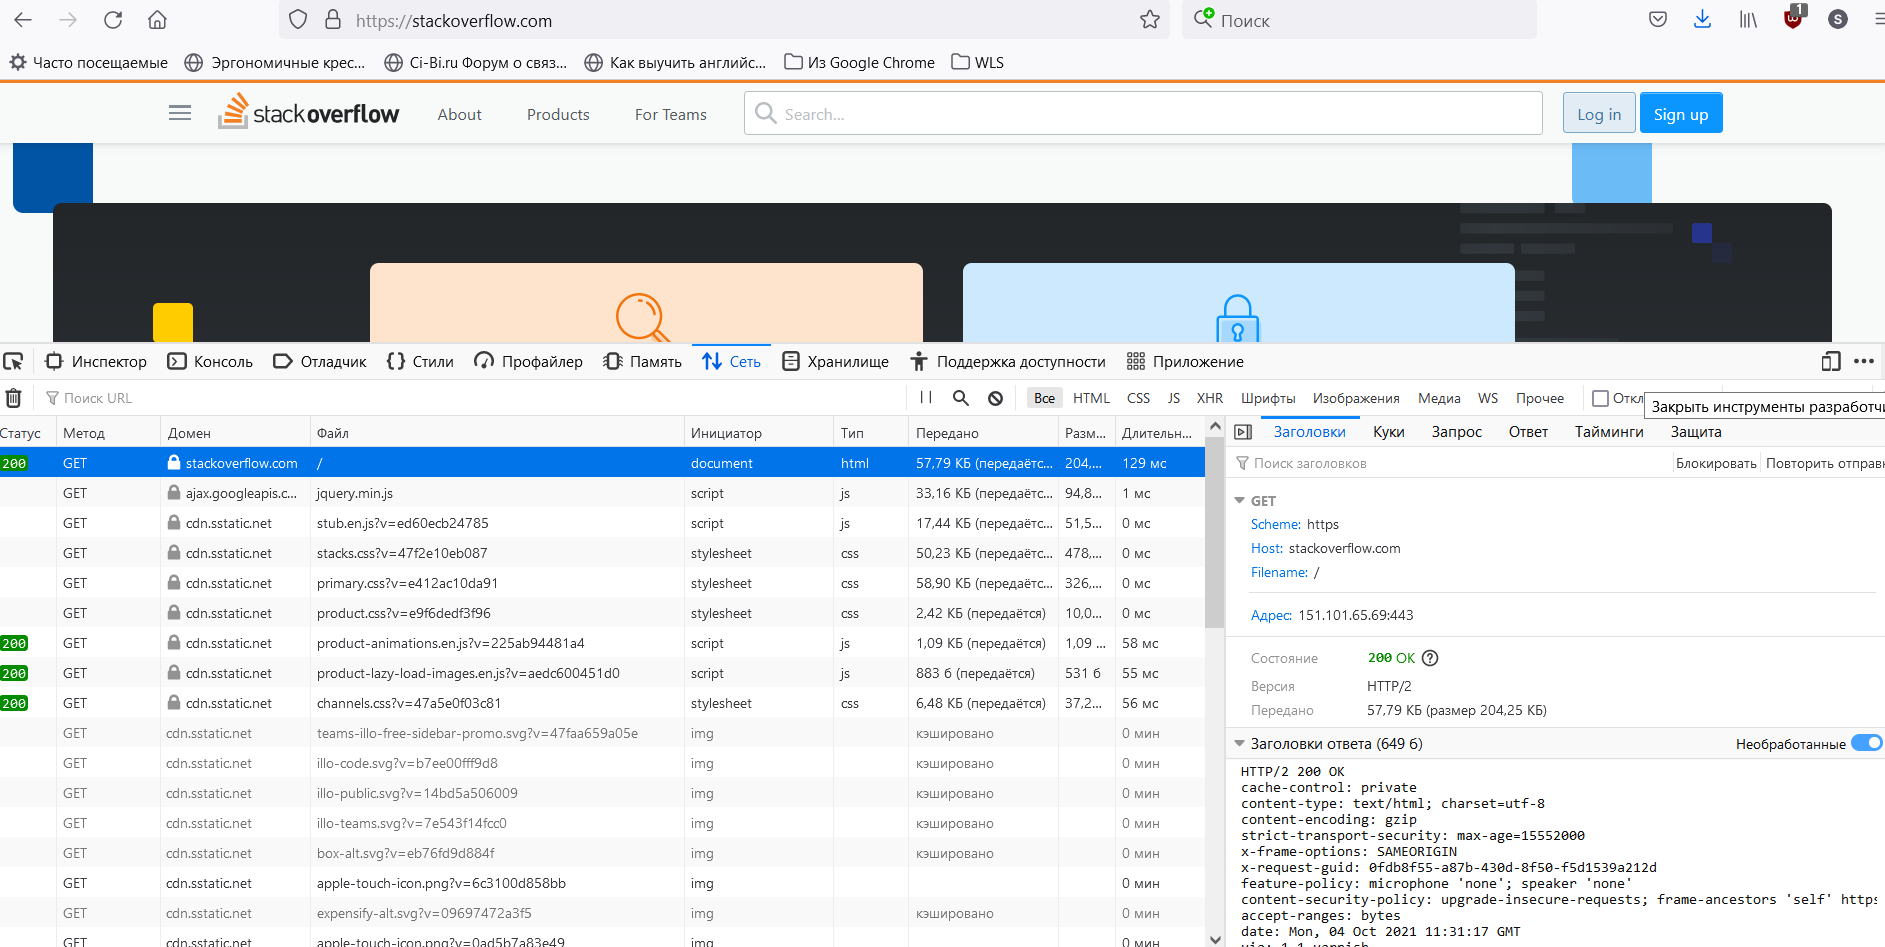 https://stackoverflow.com
Поиск
1
S
Часто посещаемые
Эргономичные крес...
Ci-Bi.ru Форум о связ...
Как выучить английс...
Из Google Chrome
WLS
stackoverflow
About
Products
For Teams
Search...
Log in
Sign up
Инспектор
Консоль
Отладчик
Стили
Профайлер
Память
Сеть
Хранилище
Поддержка доступности
Приложение
Поиск URL
Все
HTML
CSS
JS
XHR
Шрифты
Изображения
Медиа
WS
Прочее
Откл
Закрыть инструменты разработчи
Статус Метод Домен Файл Инициатор Тип Передано Разм... Длительн...
200 GET stackoverflow.com / document html 57,79 КБ (передаётс... 204,... 129 мс
GET ajax.googleapis.c... jquery.min.js script js 33,16 КБ (передаётс... 94,8... 1 мс
GET cdn.sstatic.net stub.en.js?v=ed60ecb24785 script js 17,44 КБ (передаётс... 51,5... 0 мс
GET cdn.sstatic.net stacks.css?v=47f2e10eb087 stylesheet css 50,23 КБ (передаётс... 478,... 0 мс
GET cdn.sstatic.net primary.css?v=e412ac10da91 stylesheet css 58,90 КБ (передаётс... 326,... 0 мс
GET cdn.sstatic.net product.css?v=e9f6dedf3f96 stylesheet css 2,42 КБ (передаётся) 10,0... 0 мс
200 GET cdn.sstatic.net product-animations.en.js?v=225ab94481a4 script js 1,09 КБ (передаётся) 1,09 ... 58 мс
200 GET cdn.sstatic.net product-lazy-load-images.en.js?v=aedc600451d0 script js 883 б (передаётся) 531 б 55 мс
200 GET cdn.sstatic.net channels.css?v=47a5e0f03c81 stylesheet css 6,48 КБ (передаётся) 37,2... 56 мс
GET cdn.sstatic.net teams-illo-free-sidebar-promo.svg?v=47faa659a05e img кэшировано 0 мин
GET cdn.sstatic.net illo-code.svg?v=b7ee00fff9d8 img кэшировано 0 мин
GET cdn.sstatic.net illo-public.svg?v=14bd5a506009 img кэшировано 0 мин
GET cdn.sstatic.net illo-teams.svg?v=7e543f14fcc0 img кэшировано 0 мин
GET cdn.sstatic.net box-alt.svg?v=eb76fd9d884f img кэшировано 0 мин
GET cdn.sstatic.net apple-touch-icon.png?v=6c3100d858bb img 0 мин
GET cdn.sstatic.net expensify-alt.svg?v=09697472a3f5 img кэшировано 0 мин
GET cdn.sstatic.net apple-touch-icon.png?v=0ad5b7a83e49 img 0 мин
Заголовки Куки Запрос Ответ Тайминги Защита
Поиск заголовков
Блокировать
Повторить отправк
GET
Scheme: https
Host: stackoverflow.com
Filename: /
Адрес: 151.101.65.69:443
Состояние 200 OK
Версия HTTP/2
Передано 57,79 КБ (размер 204,25 КБ)
Заголовки ответа (649 б) Необработанные
HTTP/2 200 OK
cache-control: private
content-type: text/html; charset=utf-8
content-encoding: gzip
strict-transport-security: max-age=15552000
x-frame-options: SAMEORIGIN
x-request-guid: 0fdb8f55-a87b-430d-8f50-f5d1539a212d
feature-policy: microphone 'none'; speaker 'none'
content-security-policy: upgrade-insecure-requests; frame-ancestors 'self' https
accept-ranges: bytes
date: Mon, 04 Oct 2021 11:31:17 GMT
via: 1.1 varnish